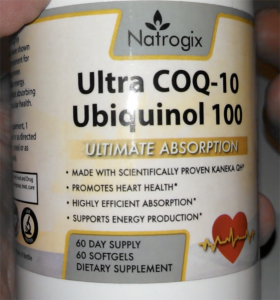 Natrogix
Ultra COQ-10
Ubiquinol 100
ULTIMATE ABSORPTION
• MADE WITH SCIENTIFICALLY PROVEN KANEKA QH®
• PROMOTES HEART HEALTH*
• HIGHLY EFFICIENT ABSORPTION*
• SUPPORTS ENERGY PRODUCTION*
60 DAY SUPPLY
60 SOFTGELS
DIETARY SUPPLEMENT